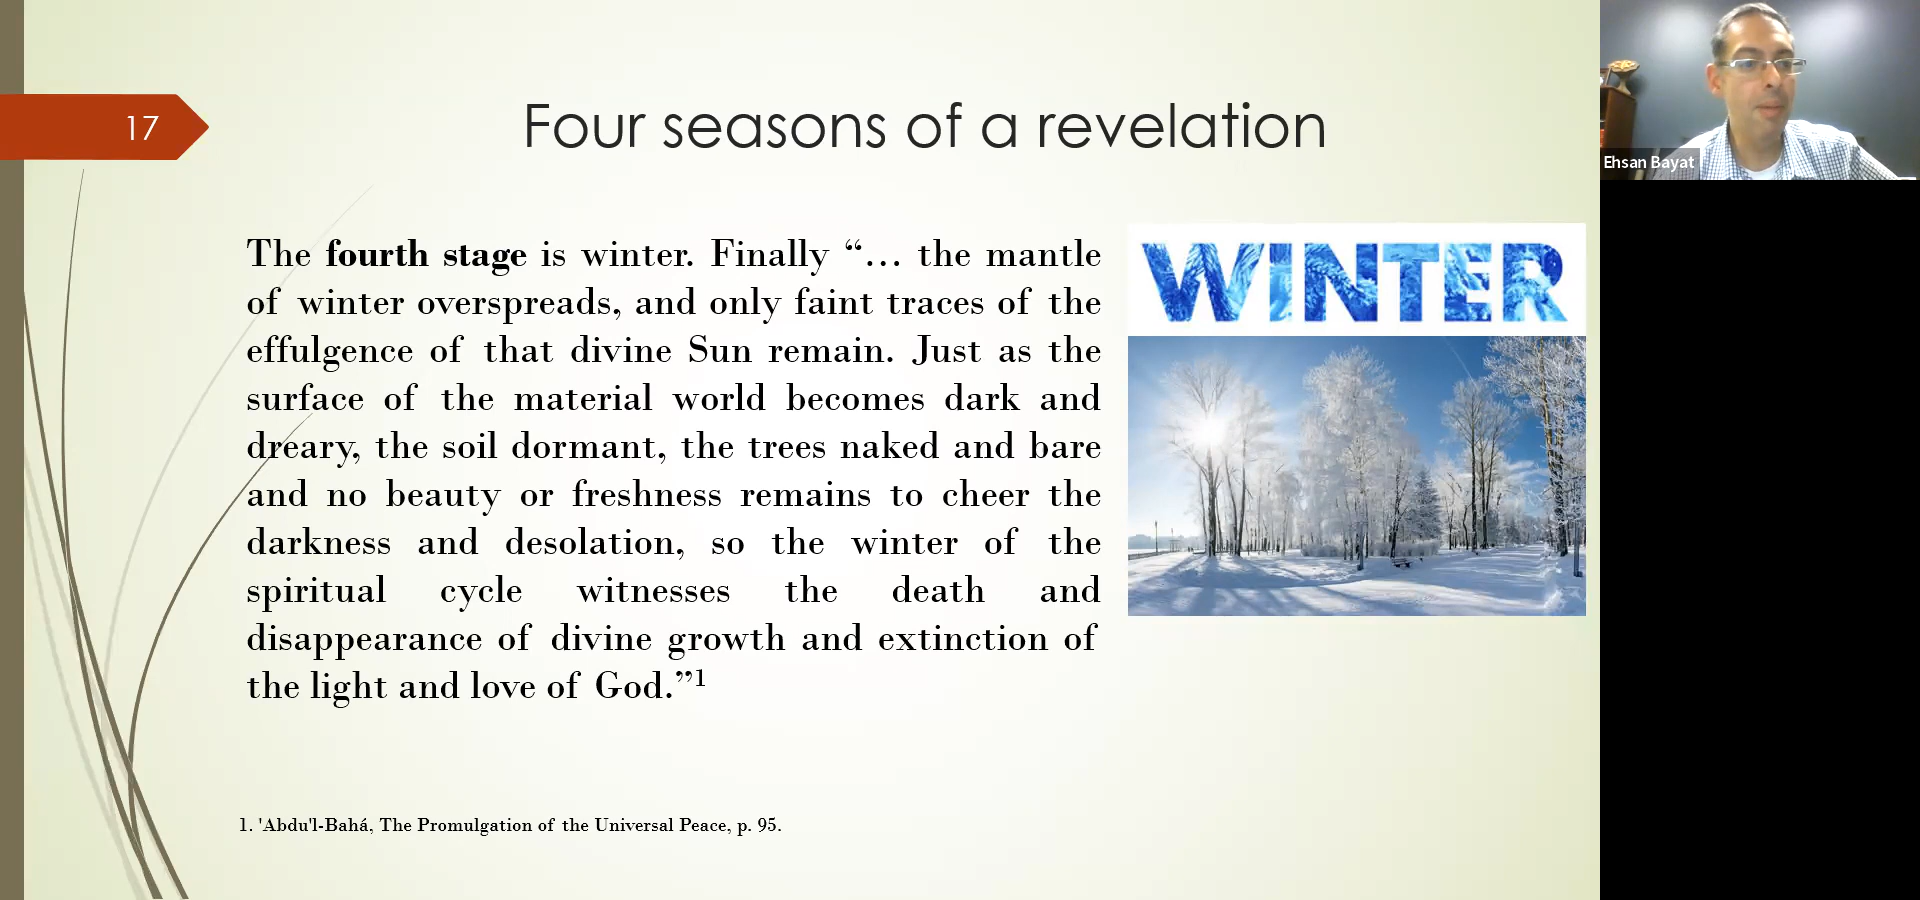 17
Four seasons of a revelation
The fourth stage is winter. Finally “… the mantle
of winter overspreads, and only faint traces of the
effulgence of that divine Sun remain. Just as the
surface of the material world becomes dark and
dreary, the soil dormant, the trees naked and bare
and no beauty or freshness remains to cheer the
darkness and desolation, so the winter of the
spiritual cycle witnesses the death and
disappearance of divine growth and extinction of
the light and love of God.”1
WINTER
1. 'Abdu'l-Bahá, The Promulgation of the Universal Peace, p. 95.
Ehsan Bayat